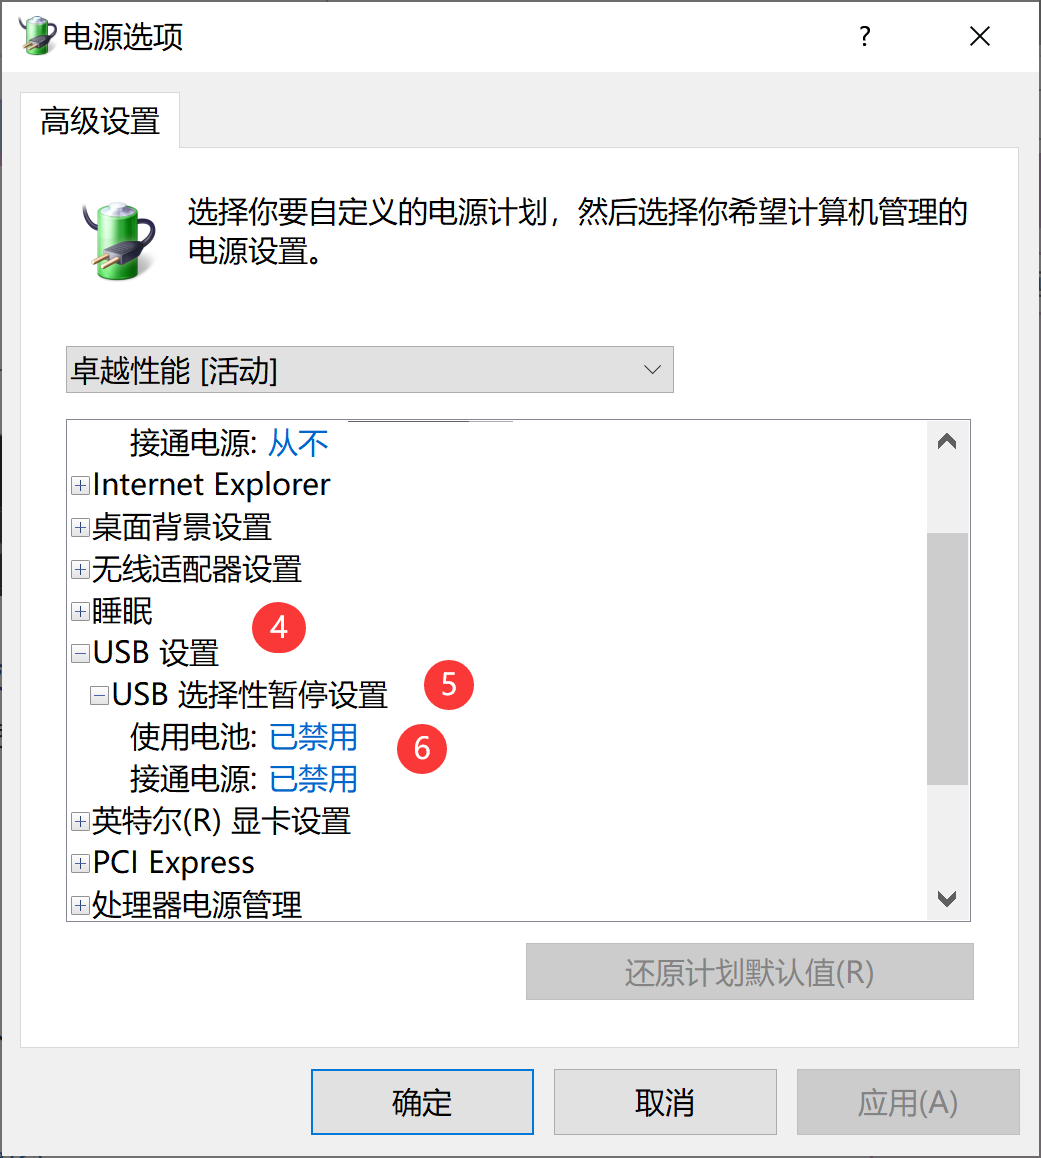 电源选项
?
高级设置
选择你要自定义的电源计划，然后选择你希望计算机管理的
电源设置。
卓越性能 [活动]
接通电源: 从不
Internet Explorer
桌面背景设置
无线适配器设置
睡眠
4
USB 设置
USB 选择性暂停设置
5
使用电池: 已禁用
6
接通电源: 已禁用
英特尔(R) 显卡设置
PCI Express
处理器电源管理
还原计划默认值(R)
确定
取消
应用(A)